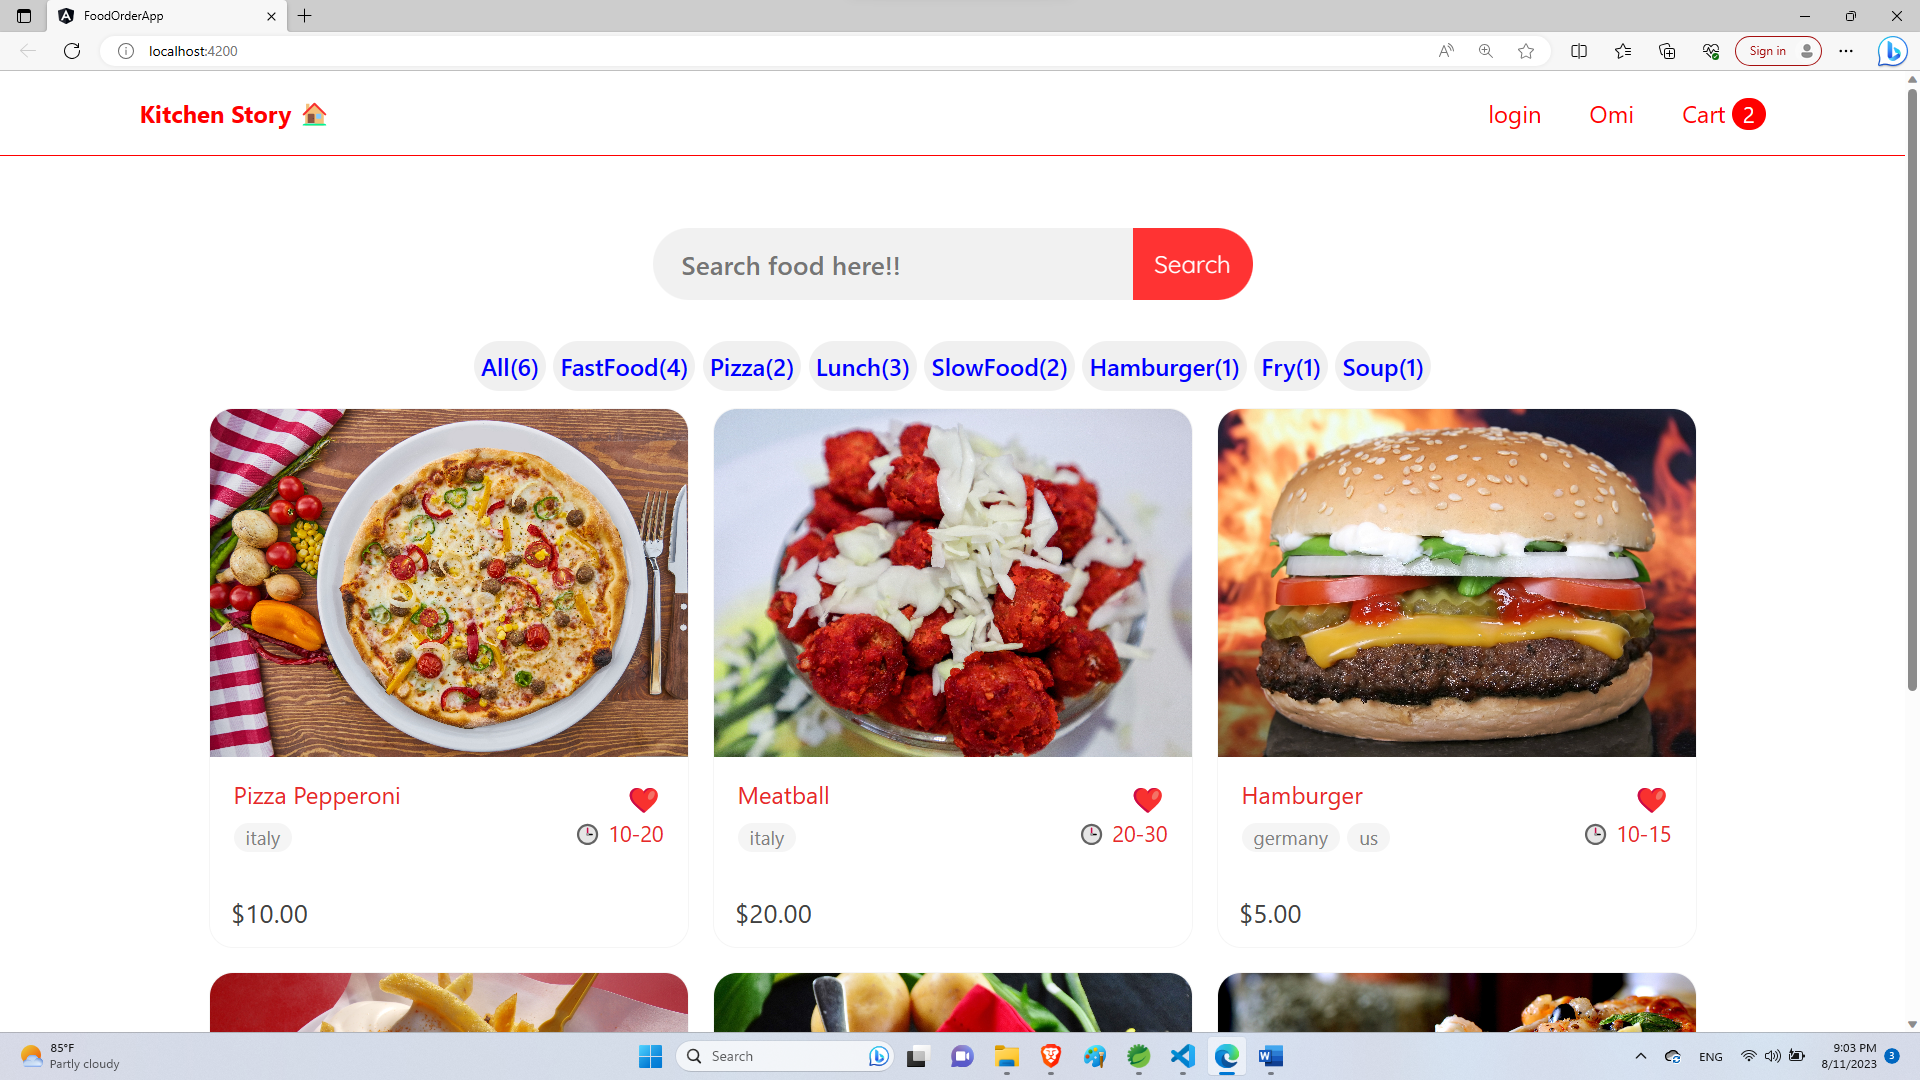 FoodOrderApp
localhost:4200
Sign in
Kitchen Story
login Omi Cart 2
Search food here!! Search
All(6) FastFood(4) Pizza(2) Lunch(3) SlowFood(2) Hamburger(1) Fry(1) Soup(1)
Pizza Pepperoni
italy 10-20
$10.00
Meatball
italy 20-30
$20.00
Hamburger
germany us 10-15
$5.00
85°F
Partly cloudy
Search
ENG
9:03 PM
8/11/2023
3